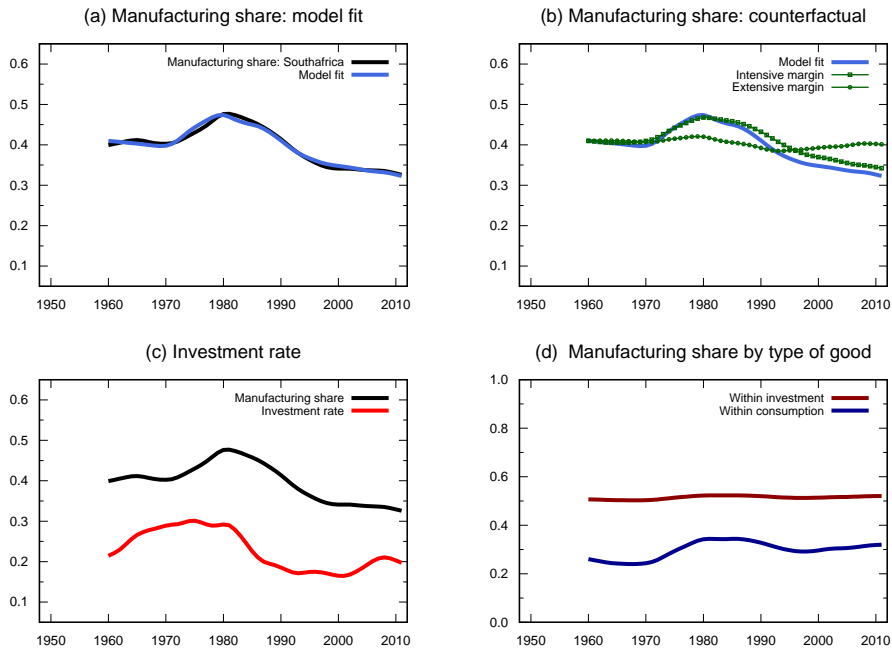 (a) Manufacturing share: model fit
Manufacturing share: Southafrica
Model fit
0.6
0.5
0.4
0.3
0.2
0.1
1950 1960 1970 1980 1990 2000 2010
(b) Manufacturing share: counterfactual
Model fit
Intensive margin
Extensive margin
0.6
0.5
0.4
0.3
0.2
0.1
1950 1960 1970 1980 1990 2000 2010
(c) Investment rate
Manufacturing share
Investment rate
0.6
0.5
0.4
0.3
0.2
0.1
1950 1960 1970 1980 1990 2000 2010
(d) Manufacturing share by type of good
Within investment
Within consumption
1.0
0.8
0.6
0.4
0.2
0.0
1950 1960 1970 1980 1990 2000 2010